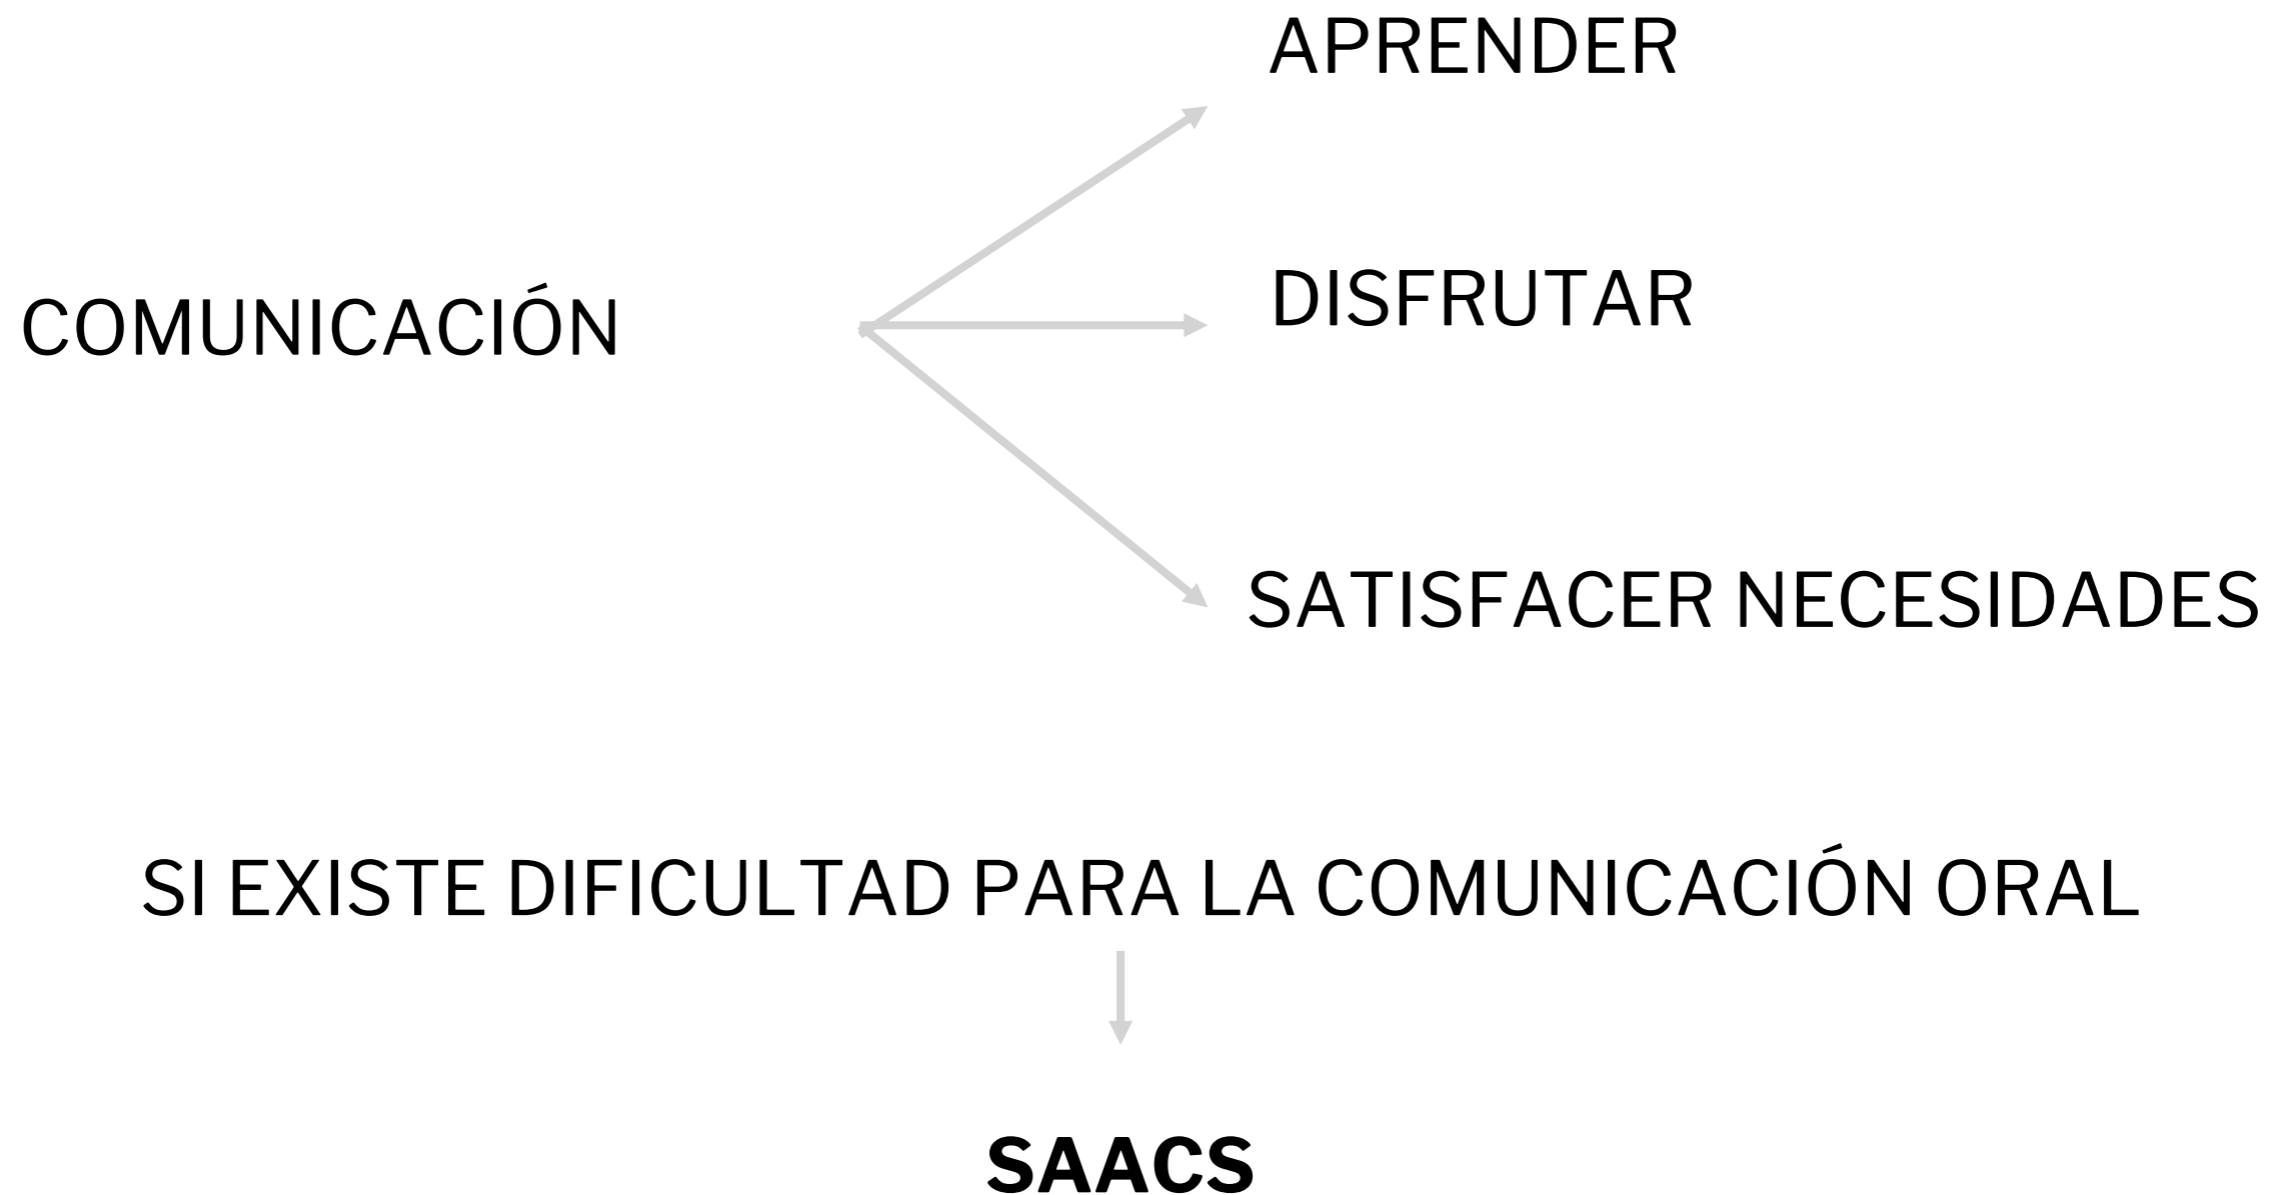 APRENDER
COMUNICACIÓN
DISFRUTAR
SATISFACER NECESIDADES
SI EXISTE DIFICULTAD PARA LA COMUNICACIÓN ORAL
SAACS